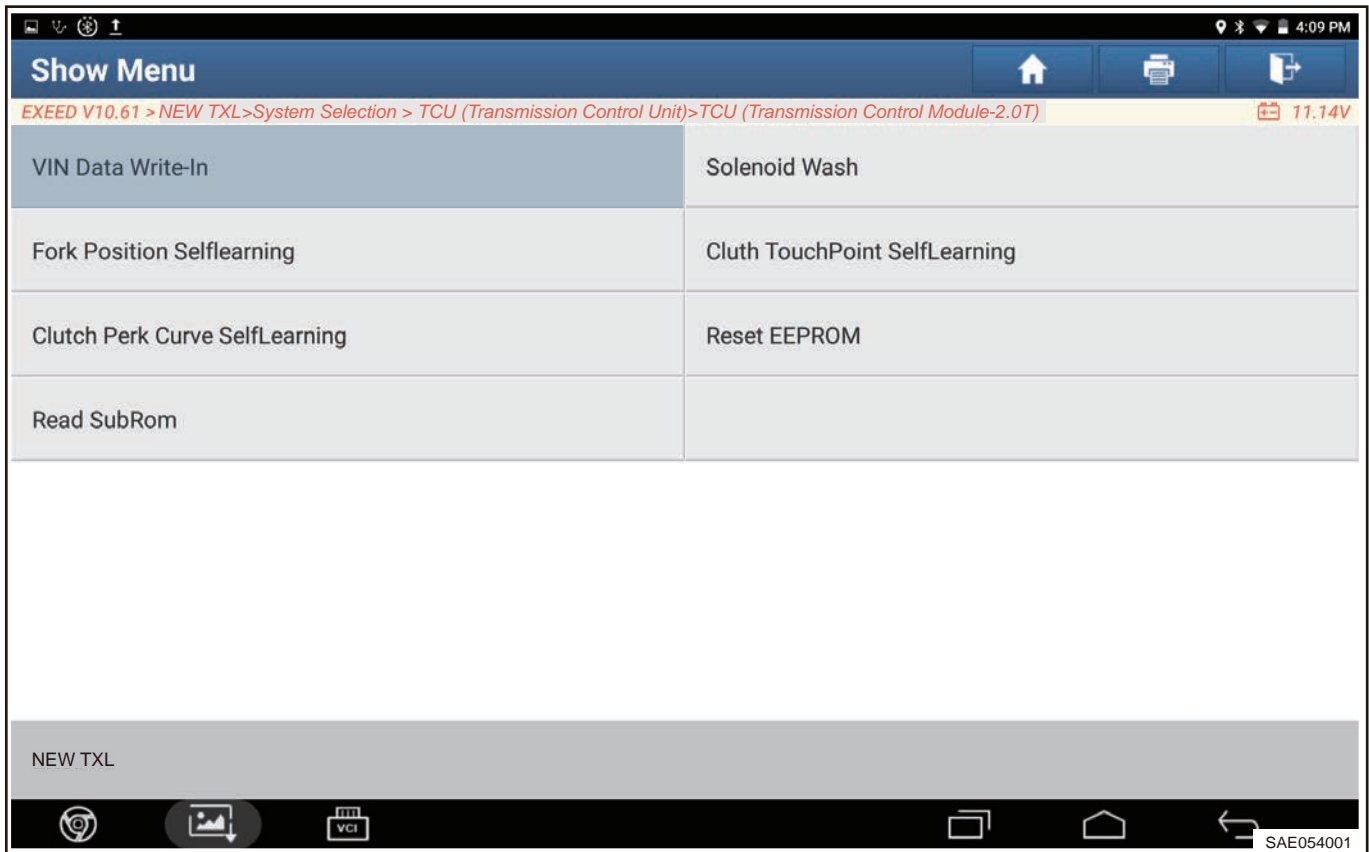 4:09 PM
Show Menu
EXEED V10.61 > NEW TXL>System Selection > TCU (Transmission Control Unit)>TCU (Transmission Control Module-2.0T)
11.14V
VIN Data Write-In
Solenoid Wash
Fork Position Selflearning
Cluth TouchPoint SelfLearning
Clutch Perk Curve SelfLearning
Reset EEPROM
Read SubRom
NEW TXL
VCI
SAE054001